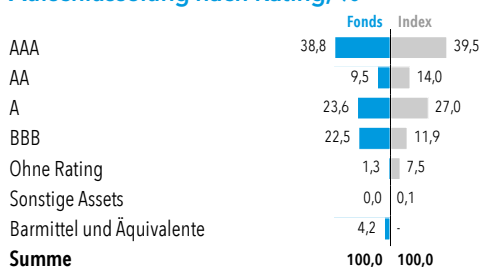 Fonds Index
AAA 38,8 39,5
AA 9,5 14,0
A 23,6 27,0
BBB 22,5 11,9
Ohne Rating 1,3 7,5
Sonstige Assets 0,0 0,1
Barmittel und Äquivalente 4,2 -
Summe 100,0 100,0